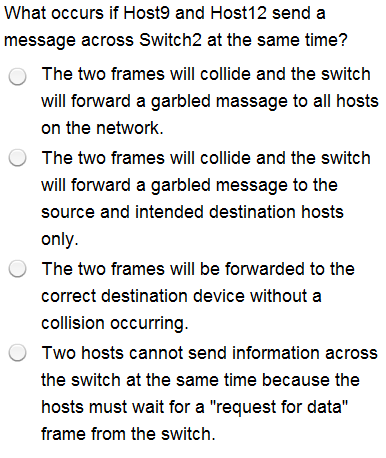 What occurs if Host9 and Host12 send a
message across Switch2 at the same time?
The two frames will collide and the switch
will forward a garbled massage to all hosts
on the network.
The two frames will collide and the switch
will forward a garbled message to the
source and intended destination hosts
only.
The two frames will be forwarded to the
correct destination device without a
collision occurring.
Two hosts cannot send information across
the switch at the same time because the
hosts must wait for a "request for data"
frame from the switch.